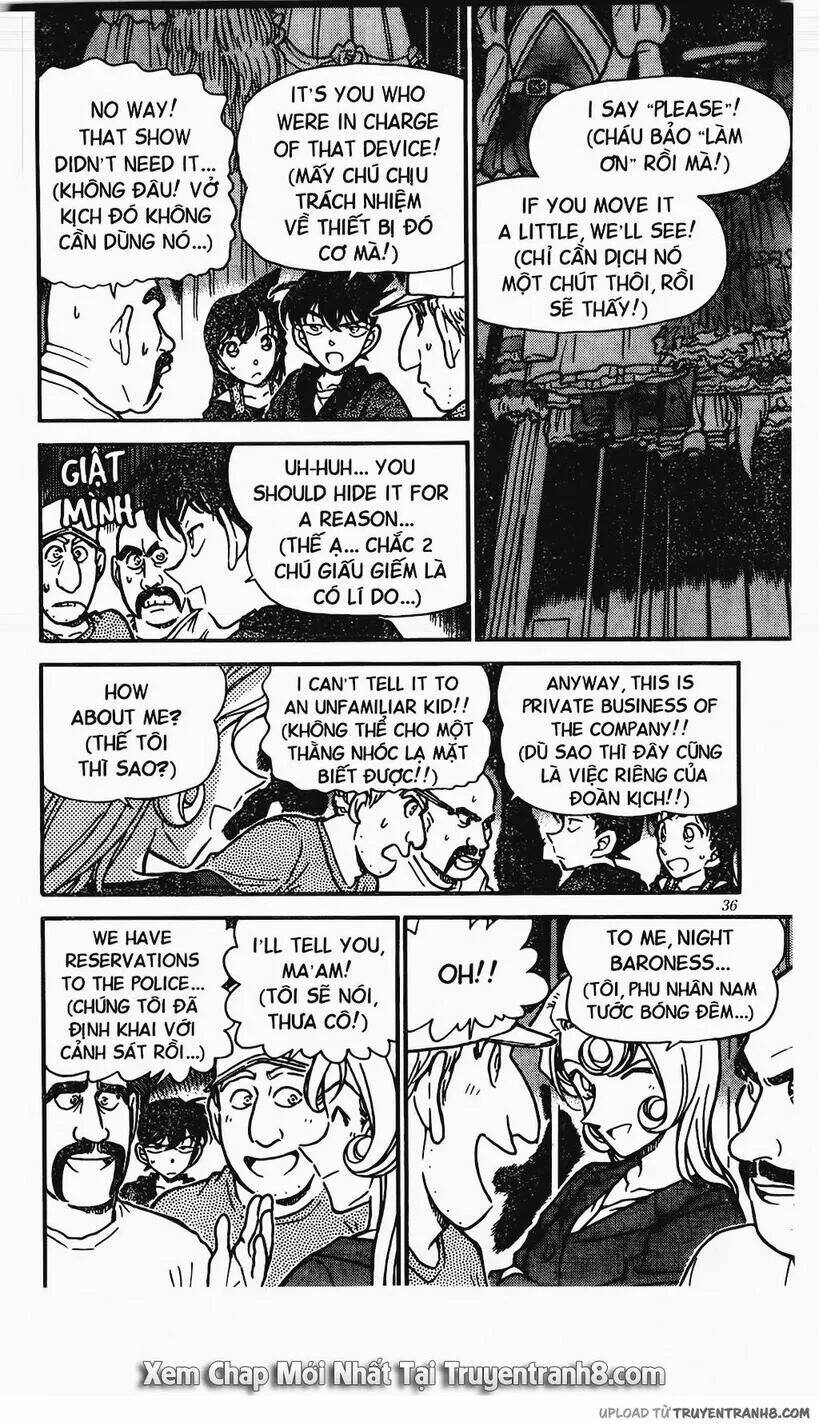 I SAY "PLEASE"!
(CHÁU BẢO "LÀM
ƠN" RỒI MÀ!)
IF YOU MOVE IT
A LITTLE, WE'LL SEE!
(CHỈ CẦN DỊCH NÓ
MỘT CHÚT THÔI, RỒI
SẼ THẤY!)
IT'S YOU WHO
WERE IN CHARGE
OF THAT DEVICE!
(MẤY CHÚ CHỊU
TRÁCH NHIỆM
VỀ THIẾT BỊ ĐÓ
CƠ MÀ!)
NO WAY!
THAT SHOW
DIDN'T NEED IT...
(KHÔNG ĐÂU! VỞ
KỊCH ĐÓ KHÔNG
CẦN DÙNG NÓ...)
UH-HUH... YOU
SHOULD HIDE IT FOR
A REASON...
(THẾ Ạ... CHẮC 2
CHÚ GIẤU GIẾM LÀ
CÓ LÍ DO...)
GIẬT
MÌNH
ANYWAY, THIS IS
PRIVATE BUSINESS OF
THE COMPANY!!
(DÙ SAO THÌ ĐÂY CŨNG
LÀ VIỆC RIÊNG CỦA
ĐOÀN KỊCH!!)
I CAN'T TELL IT TO
AN UNFAMILIAR KID!!
(KHÔNG THỂ CHO MỘT
THẰNG NHÓC LẠ MẶT
BIẾT ĐƯỢC!!)
HOW
ABOUT ME?
(THẾ TÔI
THÌ SAO?)
36
TO ME, NIGHT
BARONESS...
(TÔI, PHU NHÂN NAM
TƯỚC BÓNG ĐÊM...)
OH!!
I'LL TELL YOU,
MA'AM!
(TÔI SẼ NÓI,
THƯA CÔ!)
WE HAVE
RESERVATIONS
TO THE POLICE...
(CHÚNG TÔI ĐÃ
ĐỊNH KHAI VỚI
CẢNH SÁT RỒI...)
Xem Chap Mới Nhất Tại Truyentranh8.com
UPLOAD TỪ TRUYENTRANH8.COM